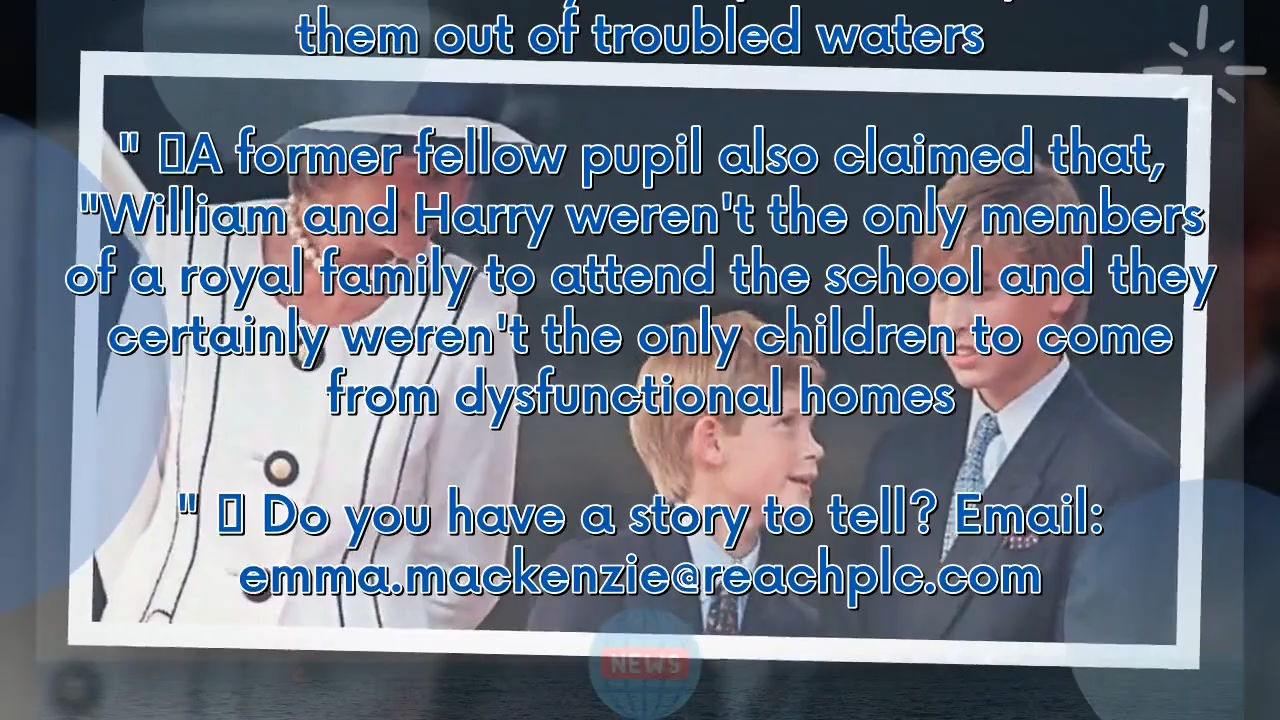 them out of troubled waters
" ▯A former fellow pupil also claimed that,
"William and Harry weren't the only members
of a royal family to attend the school and they
certainly weren't the only children to come
from dysfunctional homes
" ▯ Do you have a story to tell? Email:
emma.mackenzie@reachplc.com
NEWS